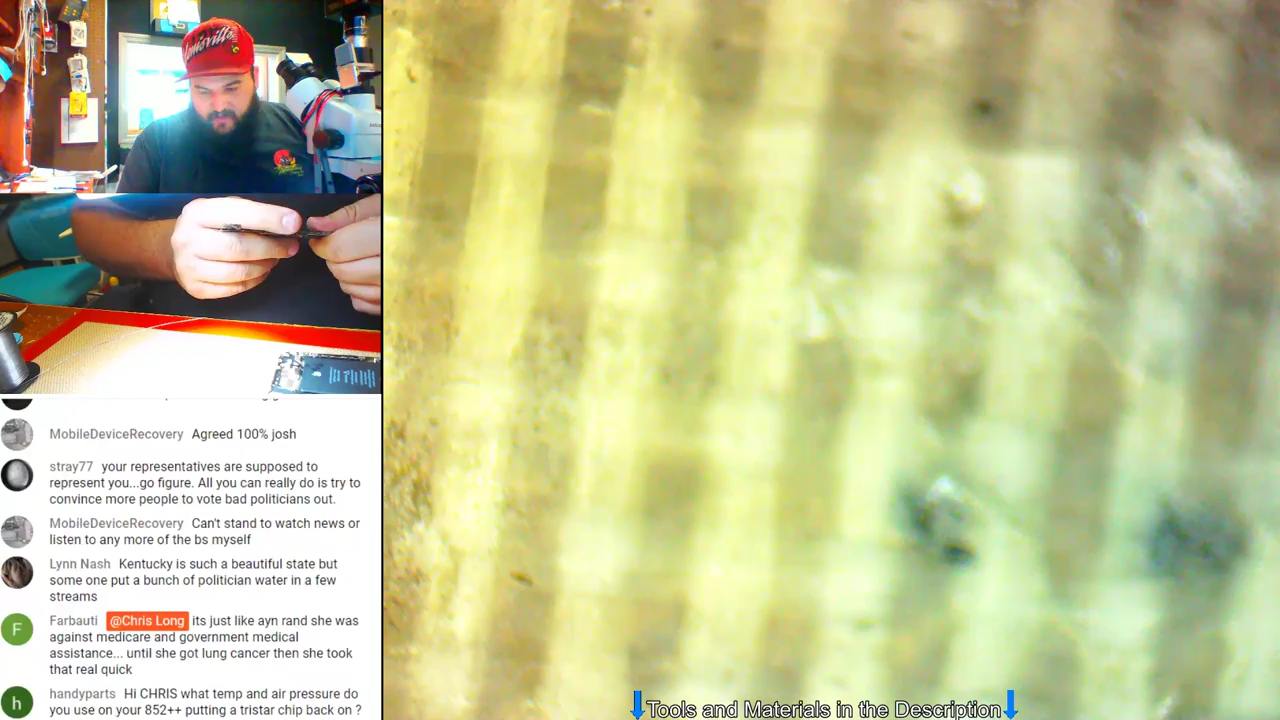 Louisville
MobileDeviceRecovery Agreed 100% josh
stray77 your representatives are supposed to
represent you...go figure. All you can really do is try to
convince more people to vote bad politicians out.
MobileDeviceRecovery Can't stand to watch news or
listen to any more of the bs myself
Lynn Nash Kentucky is such a beautiful state but
some one put a bunch of politician water in a few
streams
F
Farbauti @Chris Long its just like ayn rand she was
against medicare and government medical
assistance... until she got lung cancer then she took
that real quick
h
handyparts Hi CHRIS what temp and air pressure do
you use on your 852++ putting a tristar chip back on ?
Tools and Materials in the Description